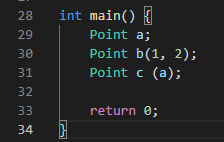 28 int main() {
29 Point a;
30 Point b(1, 2);
31 Point c (a);
32
33 return 0;
34 }